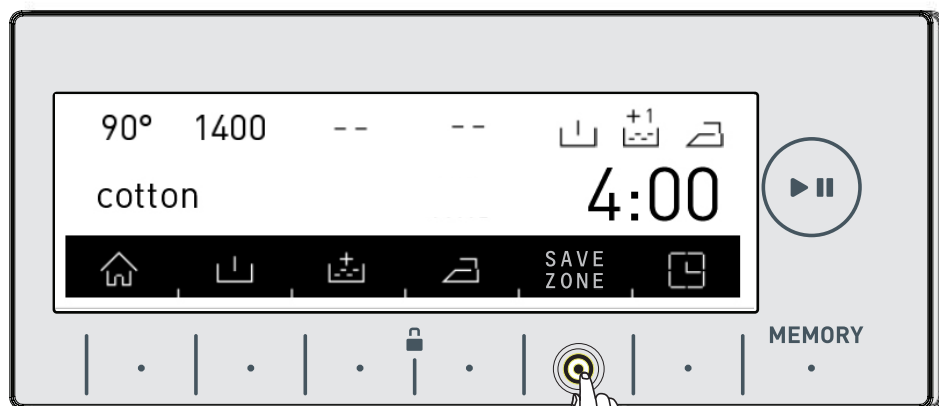 90° 1400 -- --
+1
cotton
4:00
SAVE
ZONE
MEMORY